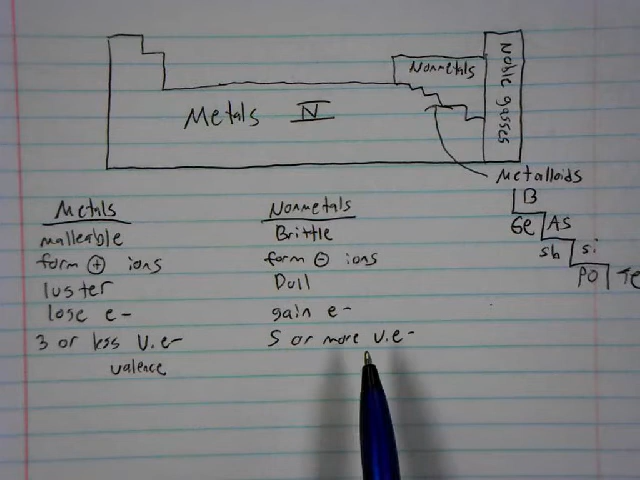 Nonmetals
Noble gasses
Metals N
Metalloids
B
Ge As
Sb Si
Po Te
Metals
malleable
form + ions
luster
lose e-
3 or less V.e-
valence
Nonmetals
Brittle
form - ions
Dull
gain e-
5 or more V.e-